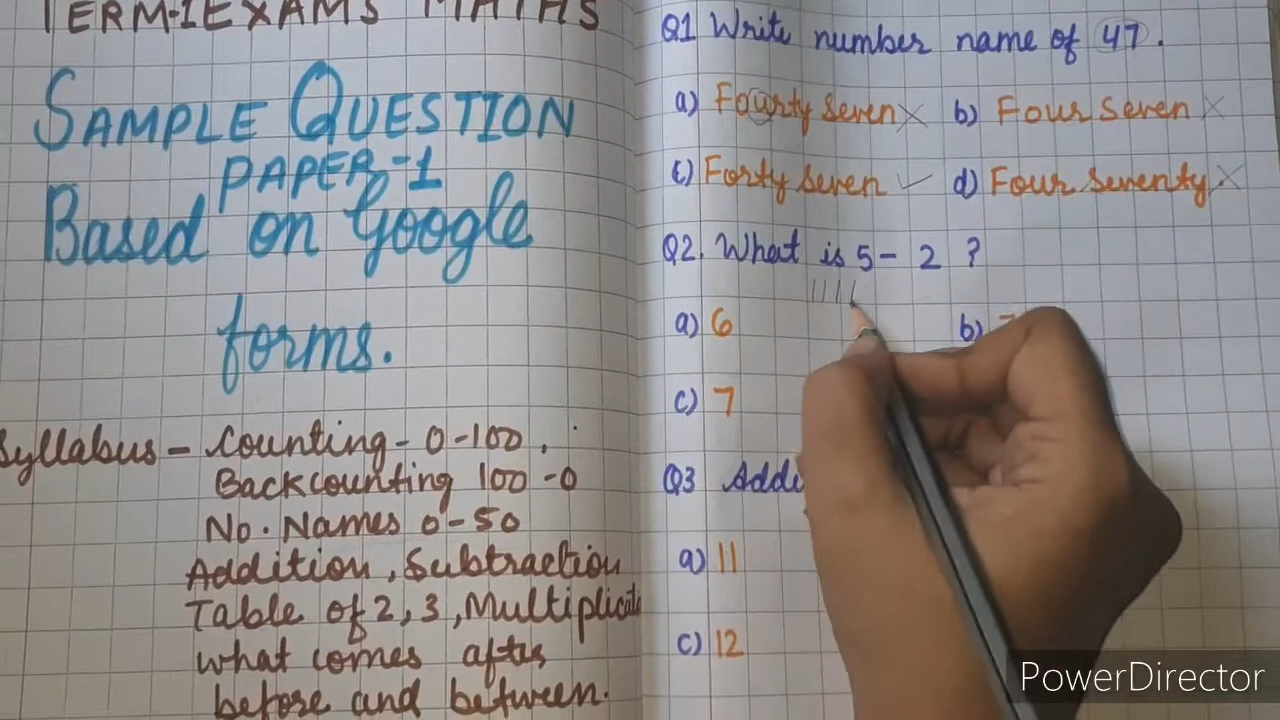 TERM-1 EXAMS MATHS
SAMPLE QUESTION
PAPER-1
Based on Google
forms.
Syllabus - Counting - 0-100.
Backcounting 100-0
No. Names 0-50
Addition, Subtraction
Table of 2, 3, Multiplicati
what comes after
before and between.
Q1 Write number name of 47.
a) Fourty Seven ✗ b) Four Seven ✗
c) Forty Seven ✓ d) Four Seventy ✗
Q2. What is 5 - 2 ?
a) 6 b)
c) 7
Q3 Addi
a) 11
c) 12
PowerDirector